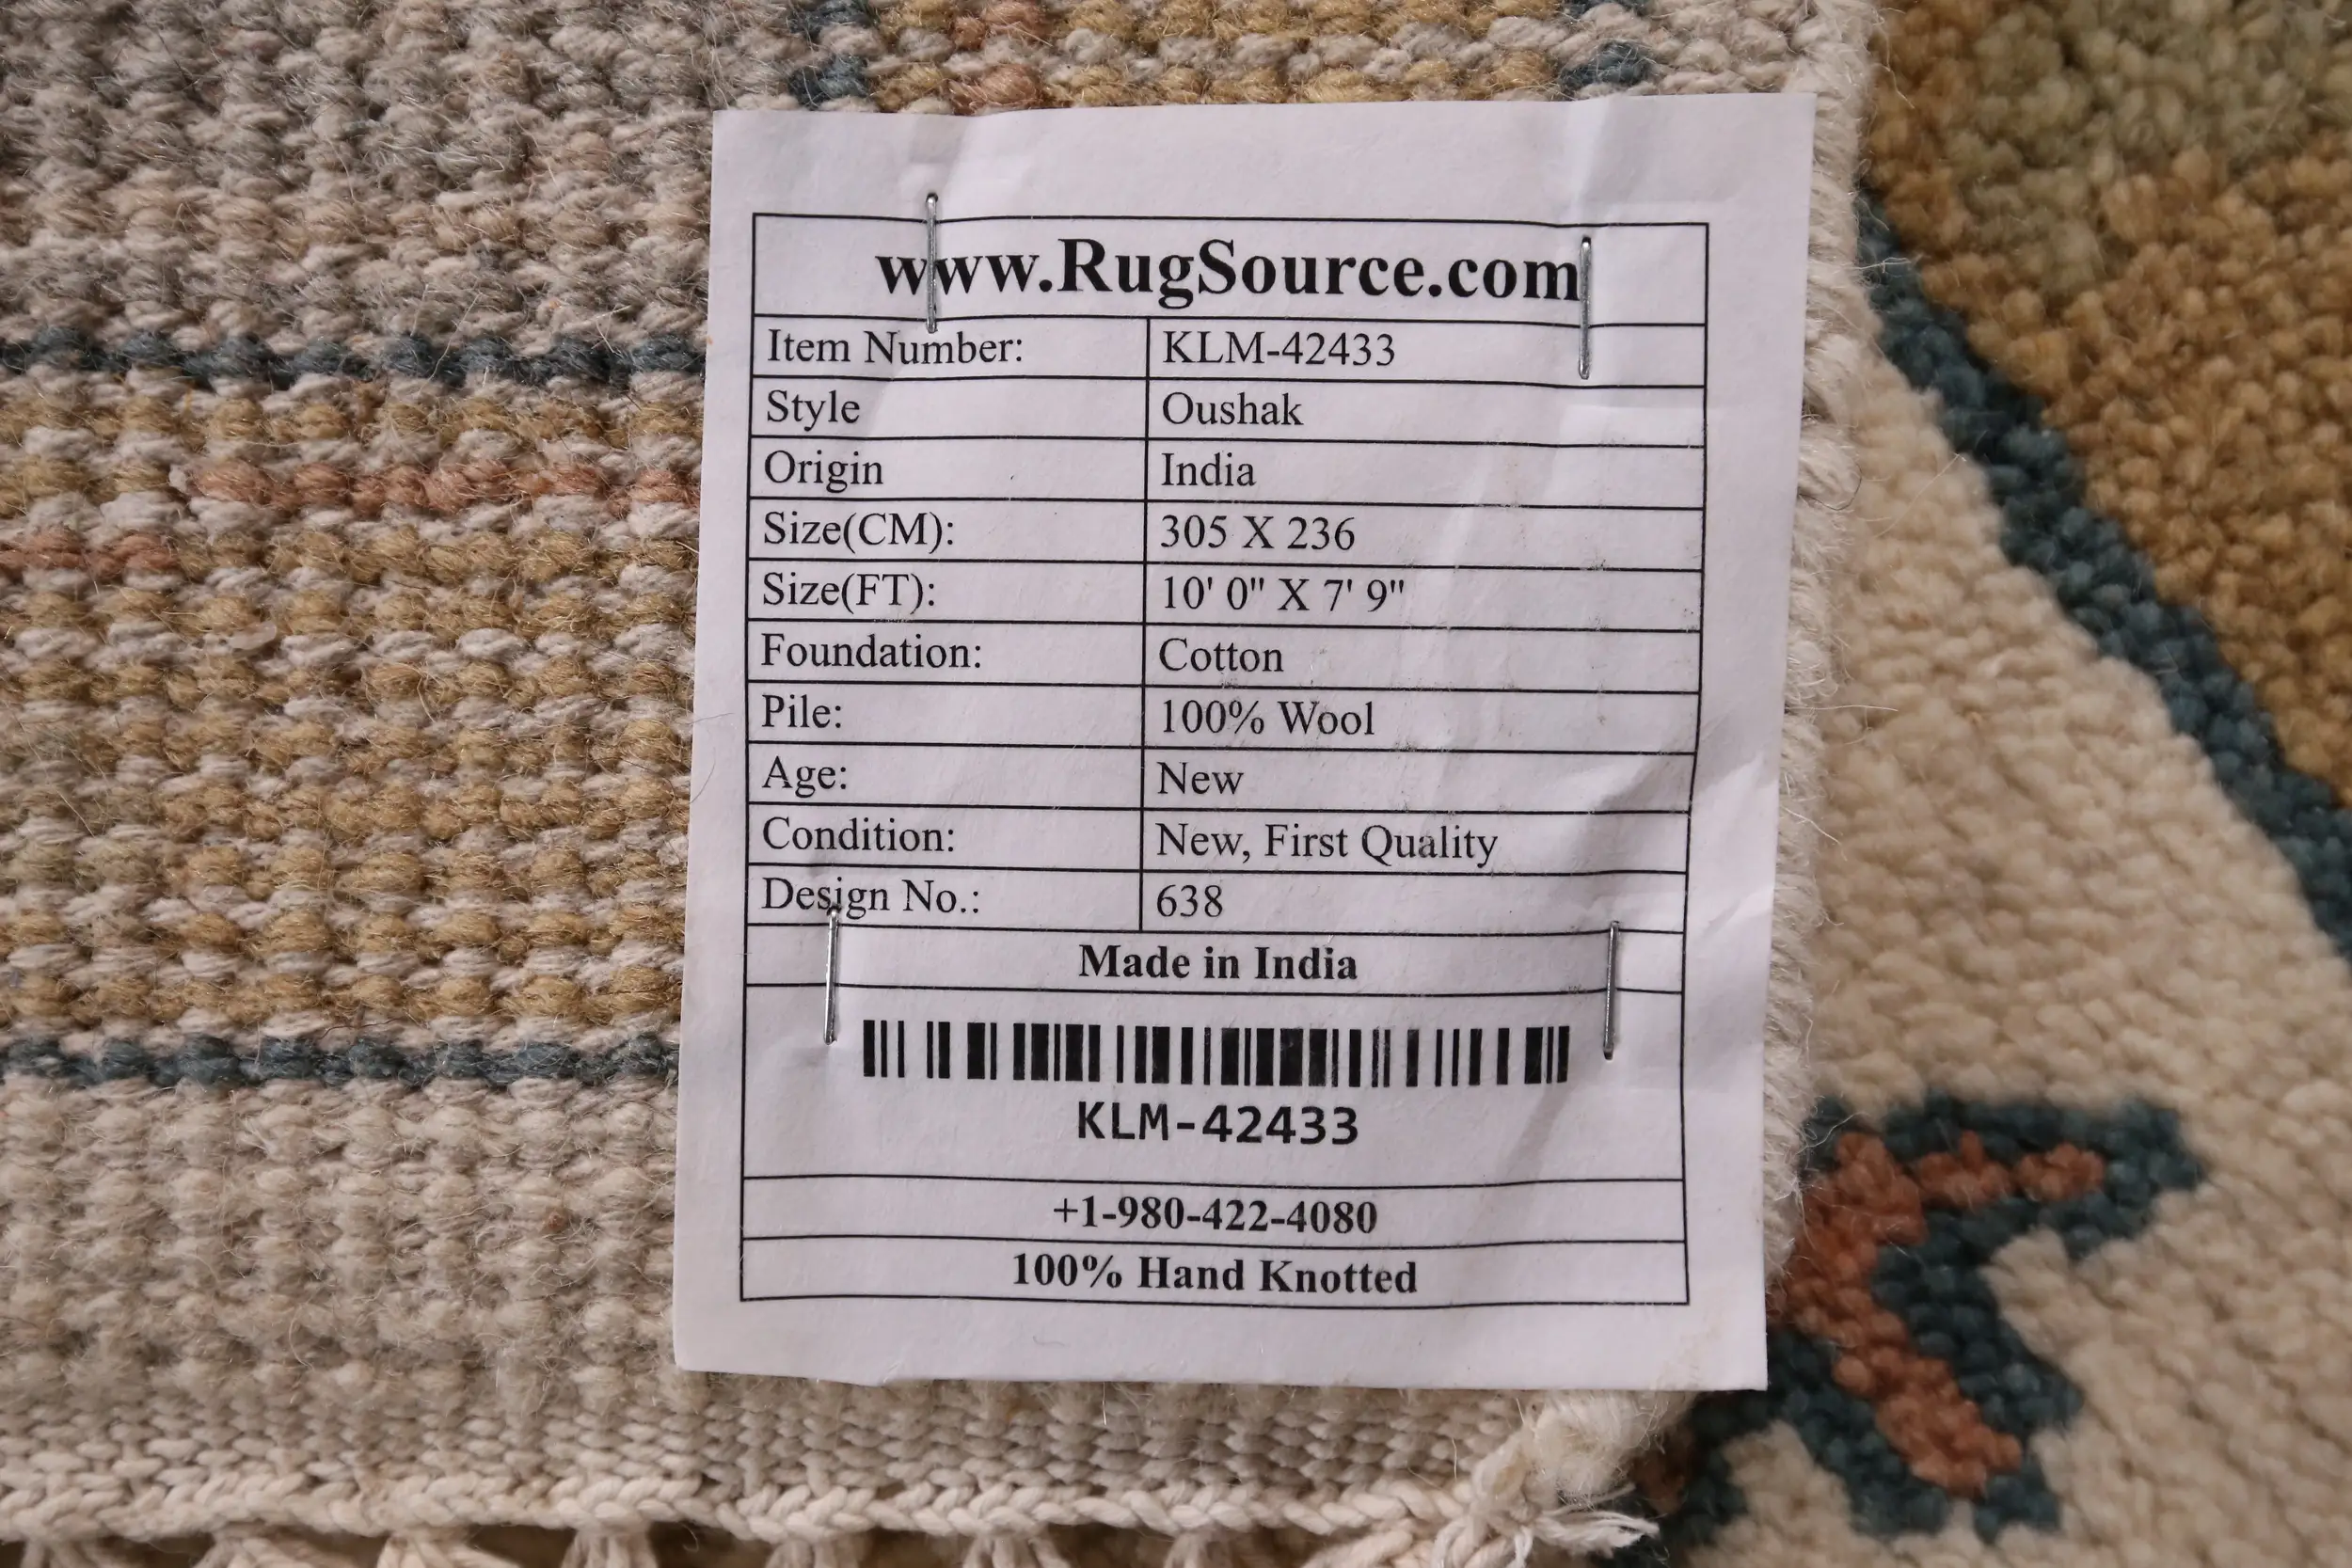 www.RugSource.com
Item Number: KLM-42433
Style Oushak
Origin India
Size(CM): 305 X 236
Size(FT): 10' 0" X 7' 9"
Foundation: Cotton
Pile: 100% Wool
Age: New
Condition: New, First Quality
Design No.: 638
Made in India
KLM-42433
+1-980-422-4080
100% Hand Knotted